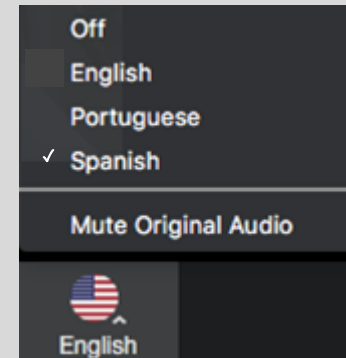 Off
English
Portuguese
✓ Spanish
Mute Original Audio
English